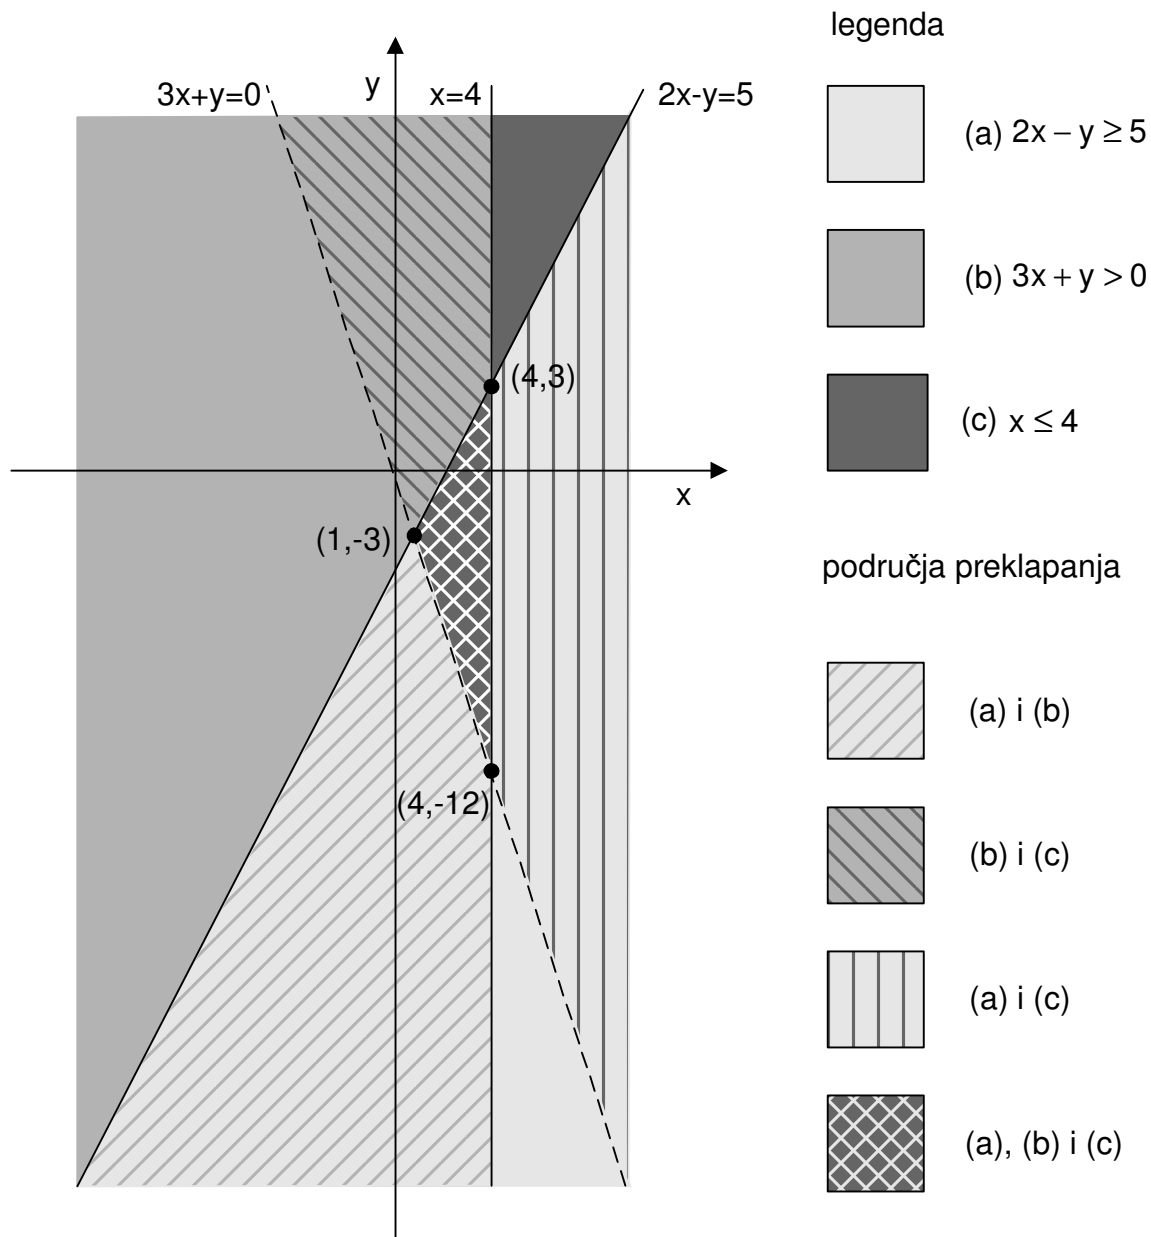 legenda
3x+y=0
y
x=4
2x-y=5
(a) 2x – y ≥ 5
(b) 3x + y > 0
(4,3)
(c) x ≤ 4
x
(1,-3)
područja preklapanja
(a) i (b)
(4,-12)
(b) i (c)
(a) i (c)
(a), (b) i (c)